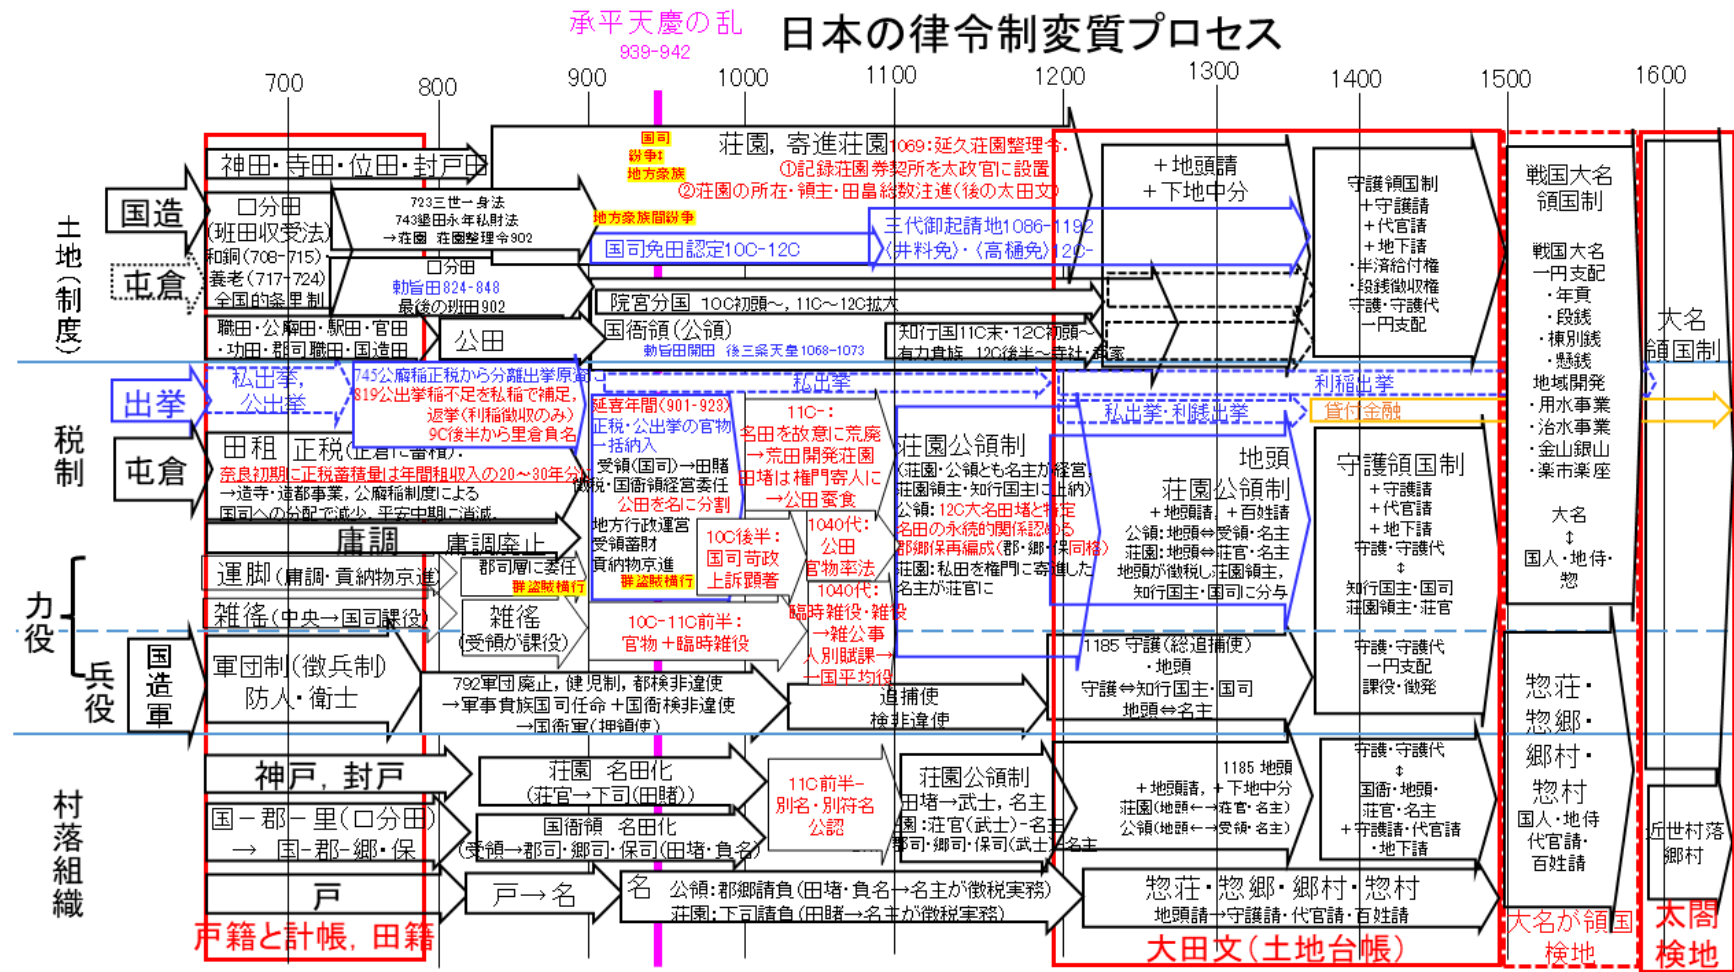 承平天慶の乱
939-942
日本の律令制変質プロセス
700
800
900
1000
1100
1200
1300
1400
1500
1600
土地(制度)
国造
屯倉
神田・寺田・位田・封戸田
口分田
(班田収受法)
和銅(708-715)・
養老(717-724)
全国的条里制
723三世一身法
743墾田永年私財法
→荘園 荘園整理令902
口分田
勅旨田824-848
最後の班田902
職田・公廨田・駅田・官田
・功田・郡司職田・国造田
公田
国司
紛争↕
地方豪族
地方豪族間紛争
荘園, 寄進荘園
1069:延久荘園整理令.
①記録荘園券契所を太政官に設置
②荘園の所在・領主・田畠総数注進(後の太田文)
国司免田認定10C-12C
三代御起請地1086-1192
〈井料免〉・〈高樋免〉12C-
院宮分国 10C初頭～, 11C～12C拡大
国衙領(公領)
勅旨田開田 後三条天皇1068-1073
知行国11C末・12C初頭～
有力貴族 12C後半～寺社・武家
＋地頭請
＋下地中分
守護領国制
＋守護請
＋代官請
＋地下請
・半済給付権
・段銭徴収権
守護・守護代
一円支配
戦国大名
領国制
戦国大名
一円支配
・年貢
・段銭
・棟別銭
・懸銭
地域開発
・用水事業
・治水事業
・金山銀山
・楽市楽座
大名
↕
国人・地侍・
惣
大名
領国制
税制
出挙
屯倉
私出挙,
公出挙
745公廨稲正税から分離出挙原資に
819公出挙稲不足を私稲で補足,
返挙(利稲徴収のみ)
9C後半から里倉負名
私出挙
利稲出挙
私出挙・利銭出挙
貸付金融
田租 正税(正倉に蓄積):
奈良初期に正税蓄積量は年間租収入の20～30年分に
→造寺・造都事業, 公廨稲制度による
国司への分配で減少, 平安中期に消滅.
庸調
庸調廃止
延喜年間(901-923)
正税・公出挙の官物
一括納入
受領(国司)→田賭
徴税・国衙領経営委任
公田を名に分割
地方行政運営
受領蓄財
貢納物京進
群盗賊横行
11C-:
名田を故意に荒廃
→荒田開発荘園
田堵は権門寄人に
→公田蚕食
10C後半:
国司苛政
上訴顕著
1040代:
公田
官物率法
荘園公領制
(荘園・公領とも名主が経営,
荘園領主・知行国主に上納)
公領:12C大名田堵と特定
名田の永続的関係認める
郡郷保再編成(郡・郷・保同格)
荘園:私田を権門に寄進した
名主が荘官に
地頭
荘園公領制
＋地頭請, ＋百姓請
公領:地頭⇔受領・名主
荘園:地頭⇔荘官・名主
地頭が徴税し荘園領主,
知行国主・国司に分与
守護領国制
＋守護請
＋代官請
＋地下請
守護・守護代
↕
知行国主・国司
荘園領主・荘官
力役
運脚(庸調・貢納物京進)
郡司層に委任
群盗賊横行
雑徭(中央→国司課役)
雑徭
(受領が課役)
10C-11C前半:
官物＋臨時雑役
1040代:
臨時雑役・雑役
→雑公事
人別賦課→
一国平均役
兵役
国造軍
軍団制(徴兵制)
防人・衛士
792軍団廃止, 健児制, 都検非違使
→軍事貴族国司任命＋国衙検非違使
→国衙軍(押領使)
追捕使
検非違使
1185 守護(総追捕使)
・地頭
守護⇔知行国主・国司
地頭⇔名主
守護・守護代
一円支配
課役・徴発
惣荘・
惣郷・
郷村・
惣村
国人・地侍
代官請・
百姓請
村落組織
神戸, 封戸
荘園 名田化
(荘官→下司(田賭))
国－郡－里(口分田)
→ 国-郡-郷・保
国衙領 名田化
(受領→郡司・郷司・保司(田堵・負名)
11C前半-
別名・別符名
公認
荘園公領制
田堵→武士, 名主
園:荘官(武士)-名主
郡司・郷司・保司(武士)-名主
1185 地頭
＋地頭請, ＋下地中分
荘園(地頭←→荘官・名主)
公領(地頭←→受領・名主)
守護・守護代
↕
国衙・地頭・
荘官・名主
＋守護請・代官請
・地下請
近世村落
郷村
戸
戸→名
名
公領:郡郷請負(田堵・負名→名主が徴税実務)
荘園:下司請負(田賭→名主が徴税実務)
惣荘・惣郷・郷村・惣村
地頭請→守護請・代官請・百姓請
戸籍と計帳, 田籍
大田文(土地台帳)
大名が領国
検地
太閤
検地